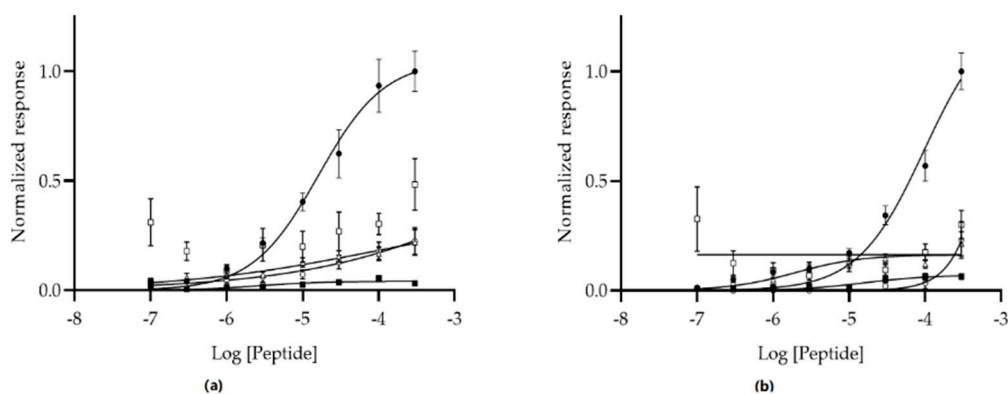 Normalized response
1.0
0.5
0.0
-8 -7 -6 -5 -4 -3
Log [Peptide]
(a)
Normalized response
1.0
0.5
0.0
-8 -7 -6 -5 -4 -3
Log [Peptide]
(b)